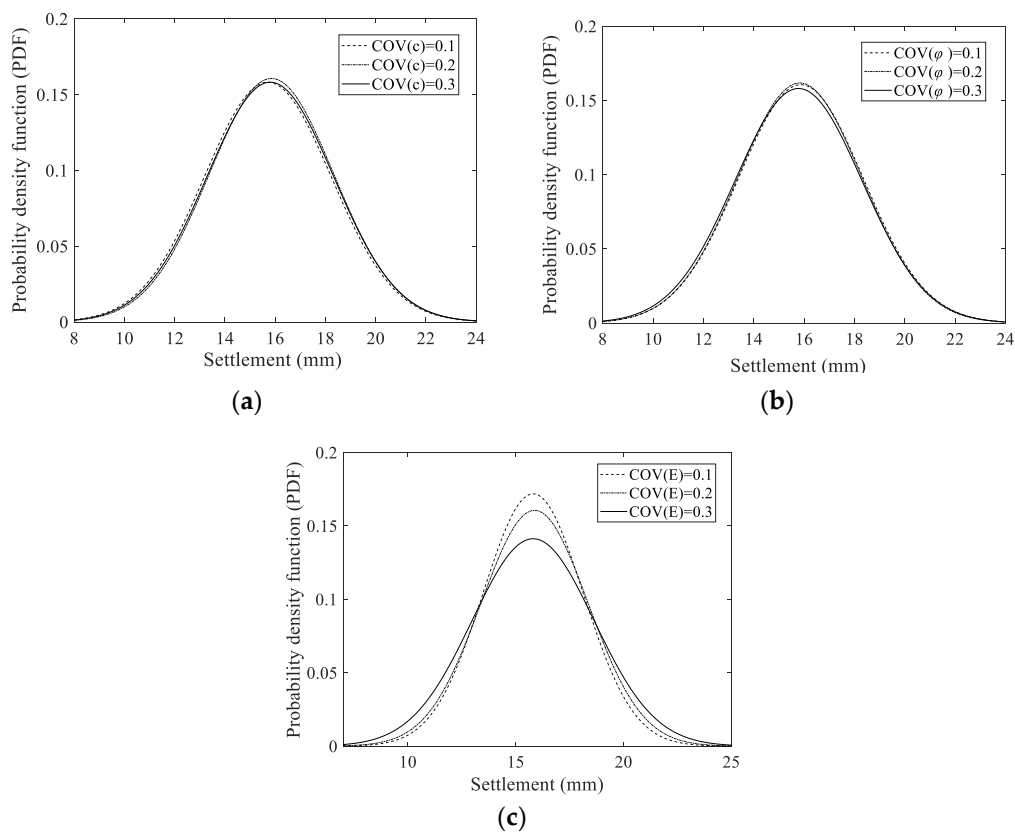 Probability density function (PDF)
0.2
0.15
0.1
0.05
0
8 10 12 14 16 18 20 22 24
Settlement (mm)
COV(c)=0.1
COV(c)=0.2
COV(c)=0.3
(a)
Probability density function (PDF)
0.2
0.15
0.1
0.05
0
8 10 12 14 16 18 20 22 24
Settlement (mm)
COV(φ )=0.1
COV(φ )=0.2
COV(φ )=0.3
(b)
Probability density function (PDF)
0.2
0.15
0.1
0.05
0
10 15 20 25
Settlement (mm)
COV(E)=0.1
COV(E)=0.2
COV(E)=0.3
(c)